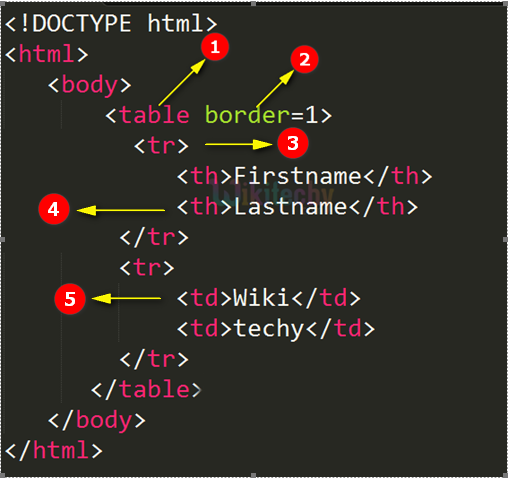 <!DOCTYPE html>
<html>
<body>
<table border=1>
<tr>
<th>Firstname</th>
<th>Lastname</th>
</tr>
<tr>
<td>Wiki</td>
<td>techy</td>
</tr>
</table>
</body>
</html>
1
2
3
4
5
Wikitechy